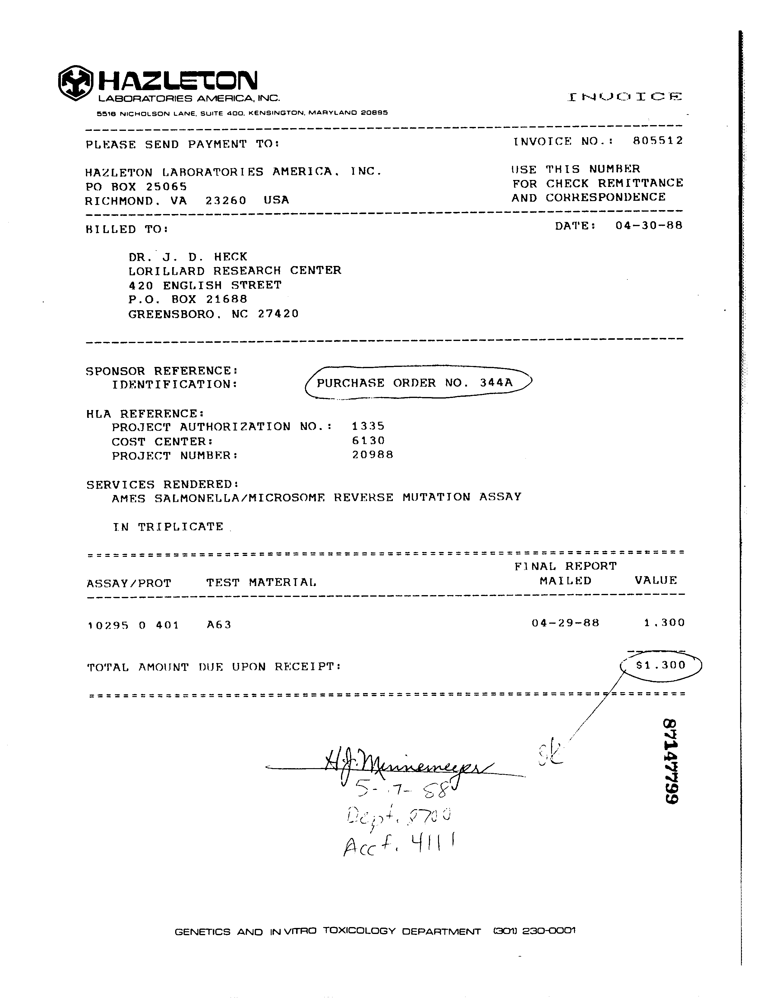 HAZLETON
LABORATORIES AMERICA, INC.
5516 NICHOLSON LANE, SUITE 400, KENSINGTON, MARYLAND 20895
INVOICE
PLEASE SEND PAYMENT TO:
INVOICE NO.: 805512
HAZLETON LABORATORIES AMERICA, INC.
PO BOX 25065
RICHMOND, VA 23260 USA
USE THIS NUMBER
FOR CHECK REMITTANCE
AND CORRESPONDENCE
BILLED TO:
DATE: 04-30-88
DR. J. D. HECK
LORILLARD RESEARCH CENTER
420 ENGLISH STREET
P.O. BOX 21688
GREENSBORO, NC 27420
SPONSOR REFERENCE:
IDENTIFICATION: PURCHASE ORDER NO. 344A
HLA REFERENCE:
PROJECT AUTHORIZATION NO.: 1335
COST CENTER: 6130
PROJECT NUMBER: 20988
SERVICES RENDERED:
AMES SALMONELLA/MICROSOME REVERSE MUTATION ASSAY
IN TRIPLICATE
FINAL REPORT
ASSAY/PROT TEST MATERIAL MAILED VALUE
10295 0 401 A63 04-29-88 1,300
TOTAL AMOUNT DUE UPON RECEIPT: $1,300
H.J. Minnemeyer
Dept.
Acct. 4111
87147799
GENETICS AND IN VITRO TOXICOLOGY DEPARTMENT (301) 230-0001